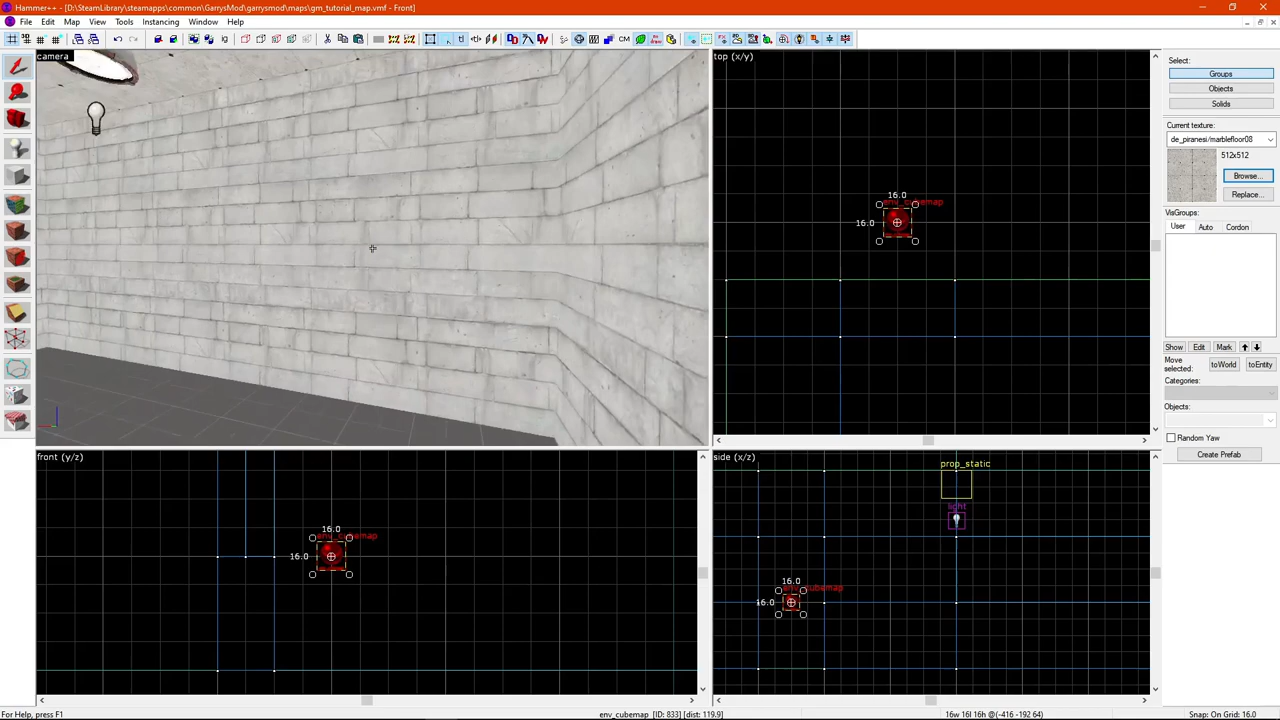 Hammer++ - [D:\SteamLibrary\steamapps\common\GarrysMod\garrysmod\maps\gm_tutorial_map.vmf - Front]
File Edit Map View Tools Instancing Window Help
camera
top (x/y)
16.0
env_cubemap
16.0
front (y/z)
16.0
env_cubemap
16.0
side (x/z)
prop_static
light
16.0
env_cubemap
16.0
Select:
Groups
Objects
Solids
Current texture:
de_piranesi/marblefloor08
512x512
Browse...
Replace...
VisGroups:
User Auto Cordon
Show Edit Mark
Move selected:
toWorld toEntity
Categories:
Objects:
Random Yaw
Create Prefab
For Help, press F1
env_cubemap [ID: 833] [dist: 119.9]
16w 16l 16h @(-416 -192 64)
Snap: On Grid: 16.0